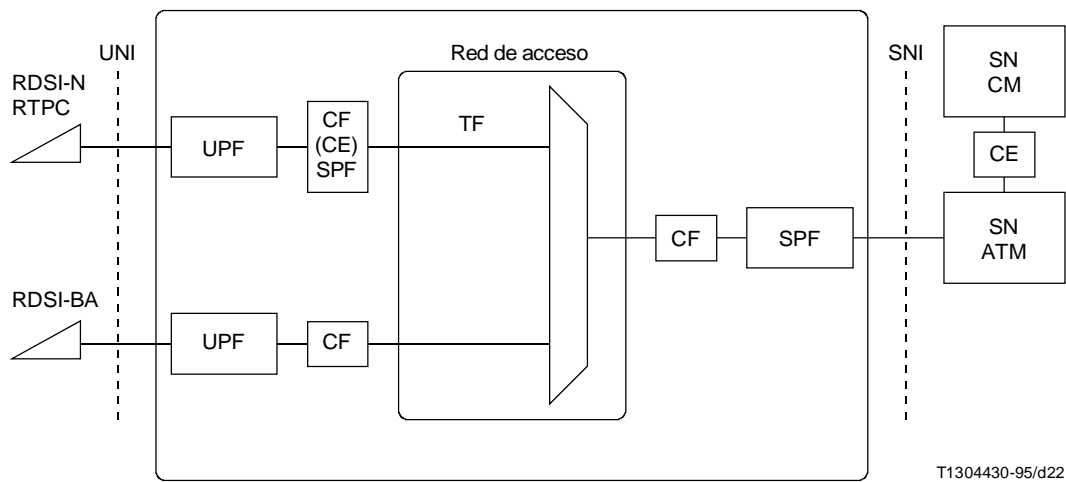 UNI
Red de acceso
SNI
RDSI-N
RTPC
UPF
CF
(CE)
SPF
TF
SN
CM
CE
CF
SPF
SN
ATM
RDSI-BA
UPF
CF
T1304430-95/d22